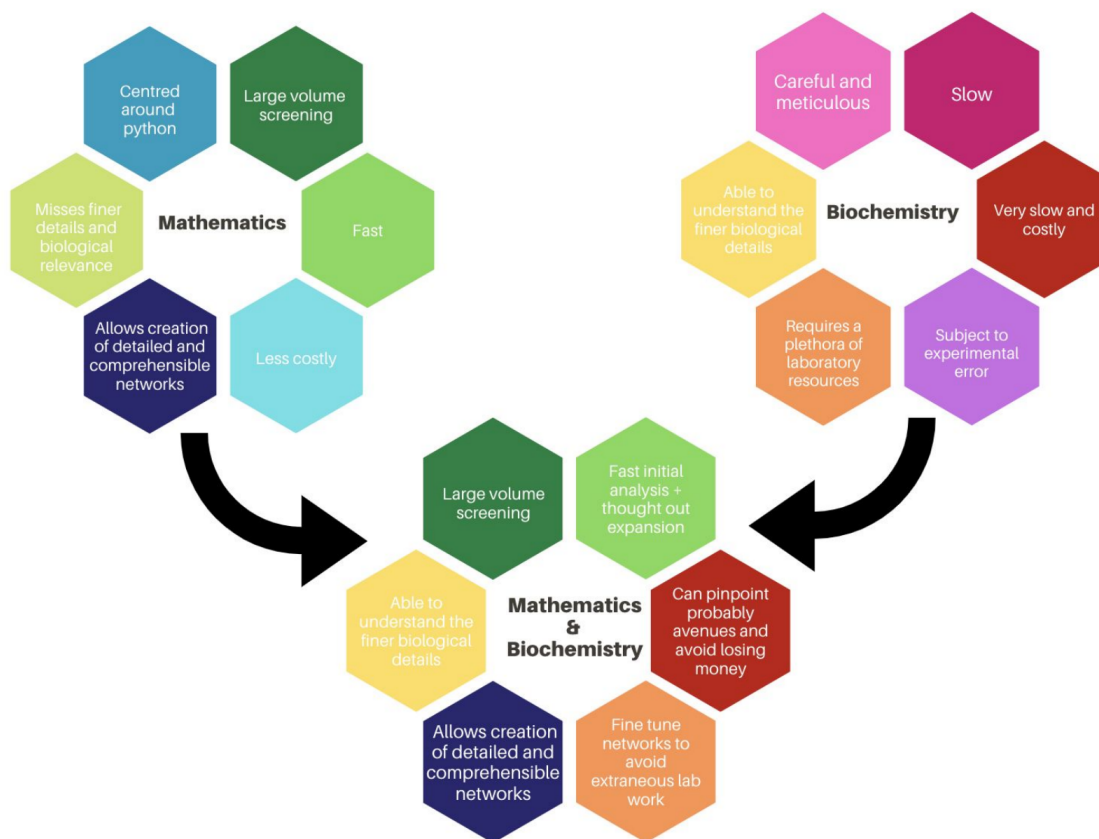 Centred
around
python
Large volume
screening
Misses finer
details and
biological
relevance
Mathematics
Fast
Allows creation
of detailed and
comprehensible
networks
Less costly
Careful and
meticulous
Slow
Able to
understand the
finer biological
details
Biochemistry
Very slow and
costly
Requires a
plethora of
laboratory
resources
Subject to
experimental
error
Large volume
screening
Fast initial
analysis +
thought out
expansion
Able to
understand the
finer biological
details
Mathematics
&
Biochemistry
Can pinpoint
probably
avenues and
avoid losing
money
Allows creation
of detailed and
comprehensible
networks
Fine tune
networks to
avoid
extraneous lab
work